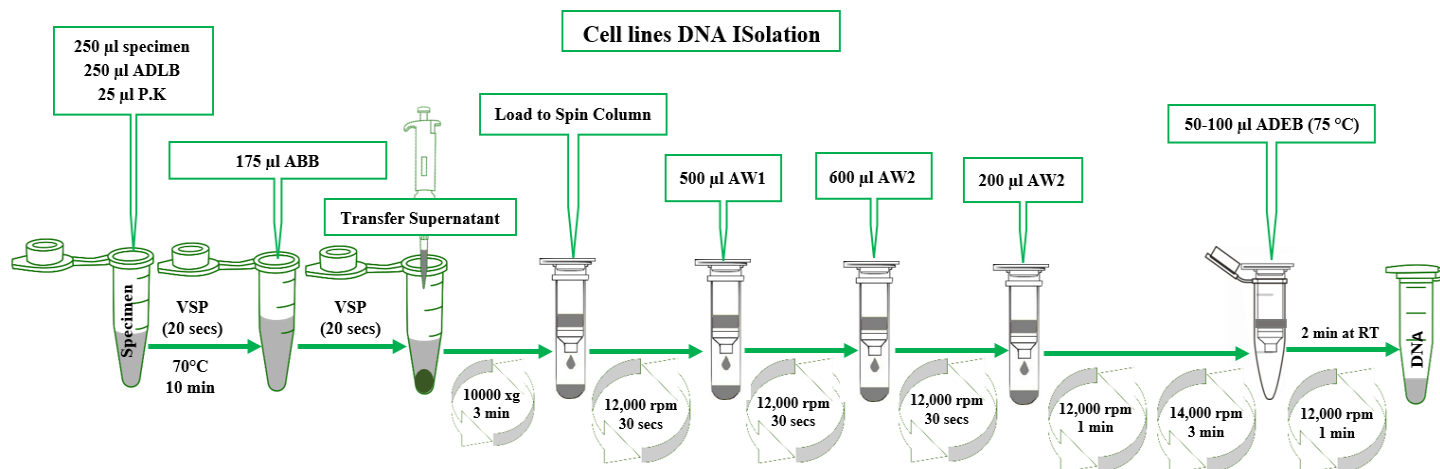 Cell lines DNA ISolation
250 µl specimen
250 µl ADLB
25 µl P.K
175 µl ABB
Transfer Supernatant
Load to Spin Column
500 µl AW1
600 µl AW2
200 µl AW2
50-100 µl ADEB (75 °C)
Specimen
VSP
(20 secs)
70°C
10 min
VSP
(20 secs)
10000 xg
3 min
12,000 rpm
30 secs
12,000 rpm
30 secs
12,000 rpm
30 secs
12,000 rpm
1 min
14,000 rpm
3 min
2 min at RT
12,000 rpm
1 min
DNA